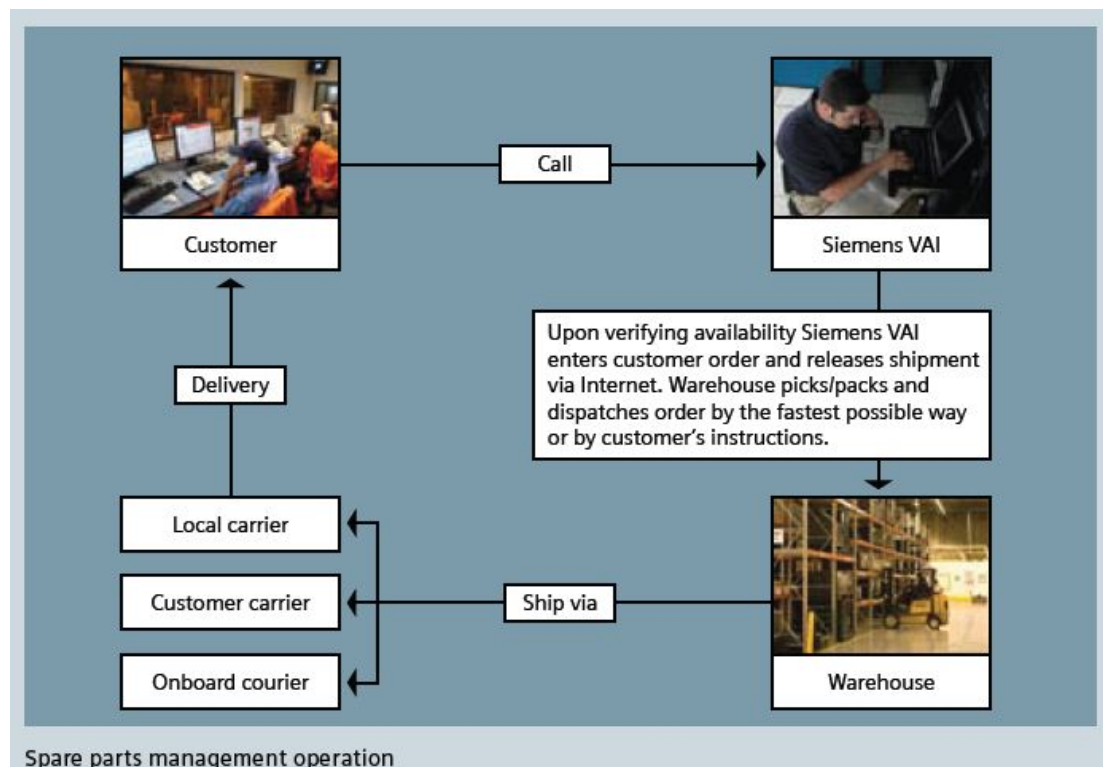 Call
Customer
Siemens VAI
Upon verifying availability Siemens VAI
enters customer order and releases shipment
via Internet. Warehouse picks/packs and
dispatches order by the fastest possible way
or by customer's instructions.
Delivery
Local carrier
Customer carrier
Ship via
Onboard courier
Warehouse
Spare parts management operation